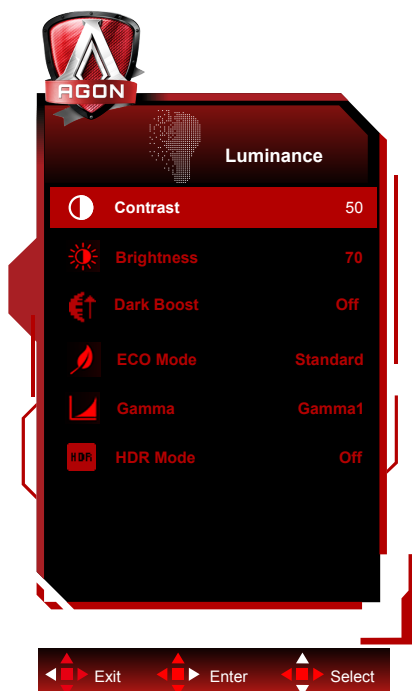 AGON
Luminance
Contrast 50
Brightness 70
Dark Boost Off
ECO Mode Standard
Gamma Gamma1
HDR HDR Mode Off
Exit Enter Select